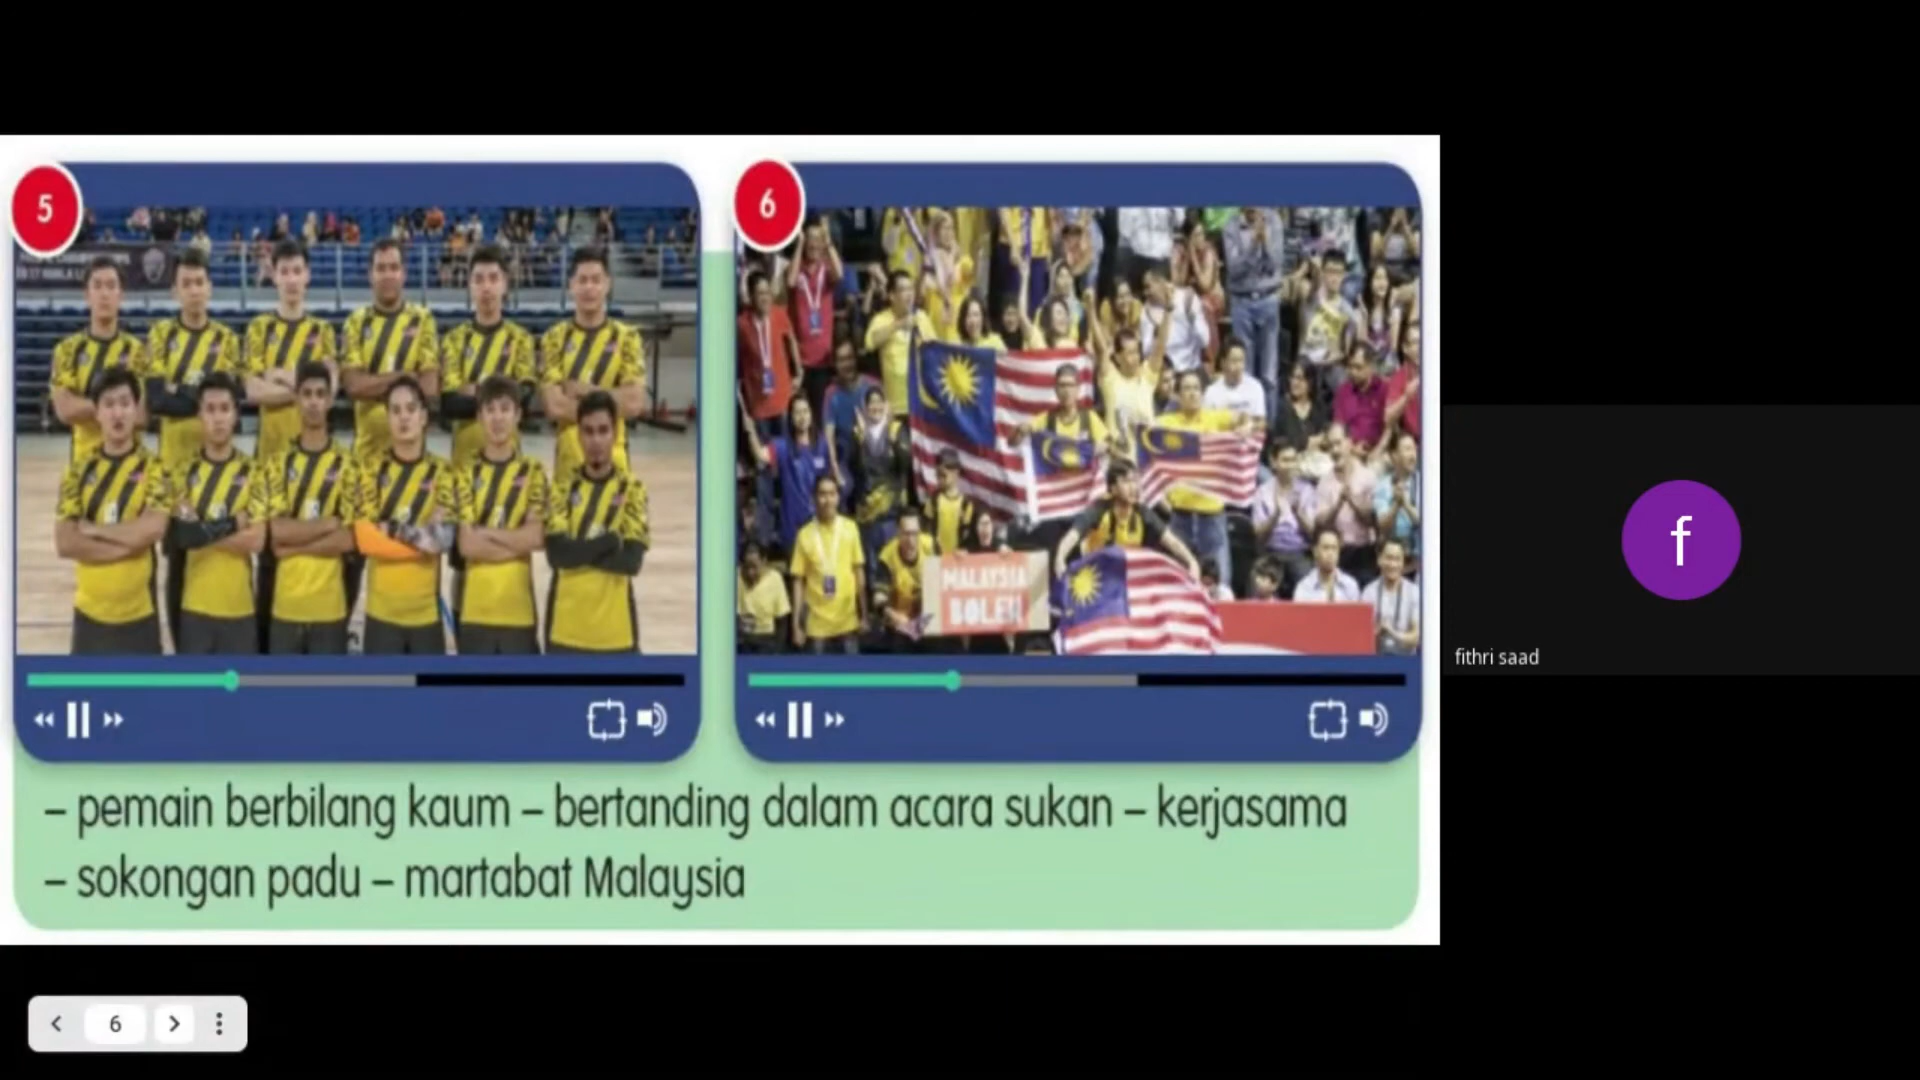 5
6
MALAYSIA
BOLEH
– pemain berbilang kaum – bertanding dalam acara sukan – kerjasama
– sokongan padu – martabat Malaysia
f
fithri saad
6